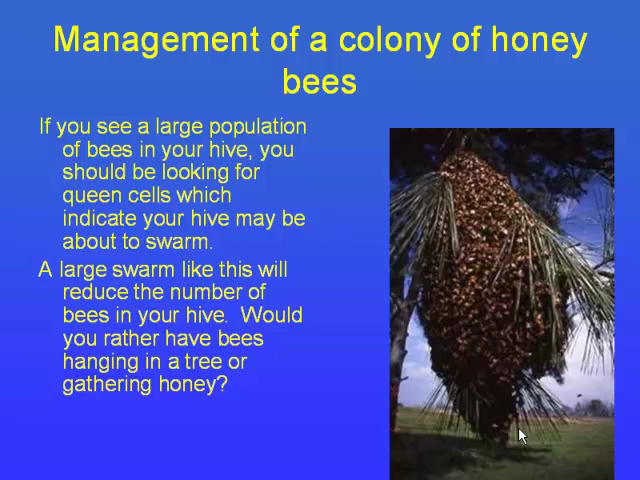 Management of a colony of honey
bees
If you see a large population
of bees in your hive, you
should be looking for
queen cells which
indicate your hive may be
about to swarm.
A large swarm like this will
reduce the number of
bees in your hive.  Would
you rather have bees
hanging in a tree or
gathering honey?